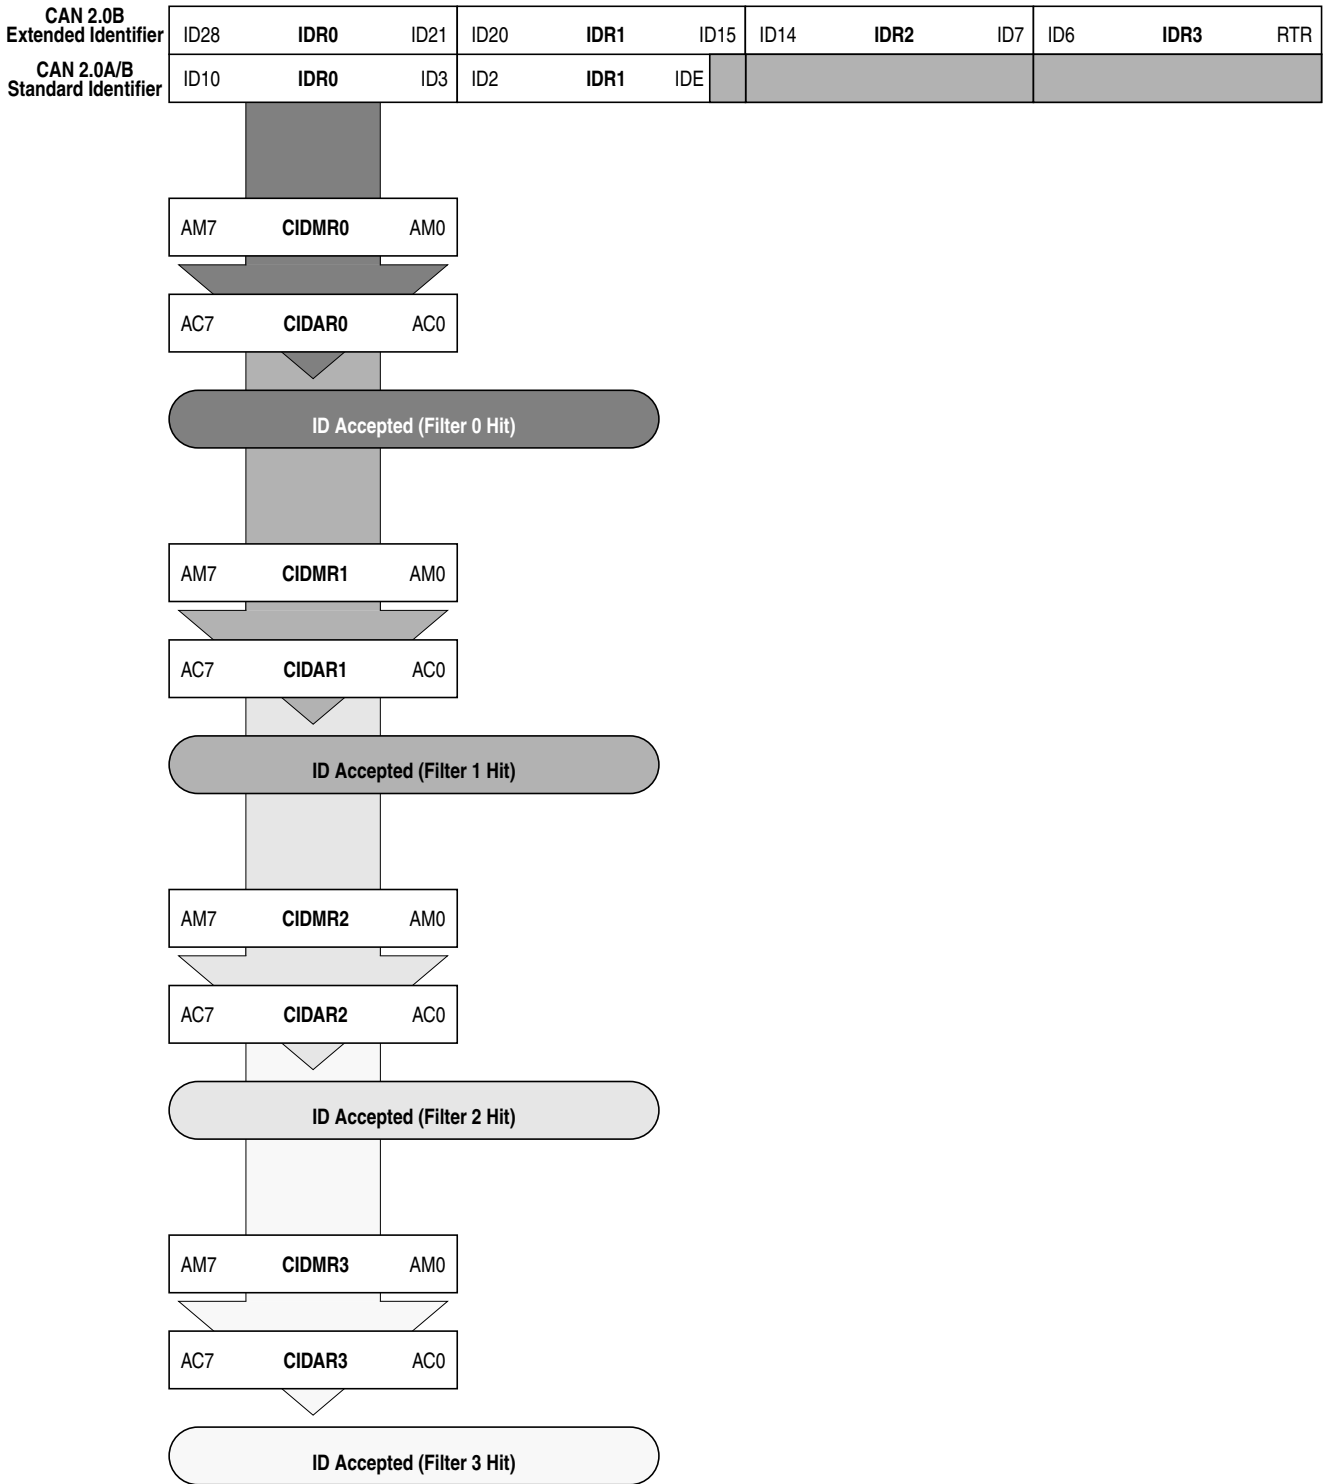 CAN 2.0B
Extended Identifier ID28 IDR0 ID21 ID20 IDR1 ID15 ID14 IDR2 ID7 ID6 IDR3 RTR
CAN 2.0A/B
Standard Identifier ID10 IDR0 ID3 ID2 IDR1 IDE
AM7 CIDMR0 AM0
AC7 CIDAR0 AC0
ID Accepted (Filter 0 Hit)
AM7 CIDMR1 AM0
AC7 CIDAR1 AC0
ID Accepted (Filter 1 Hit)
AM7 CIDMR2 AM0
AC7 CIDAR2 AC0
ID Accepted (Filter 2 Hit)
AM7 CIDMR3 AM0
AC7 CIDAR3 AC0
ID Accepted (Filter 3 Hit)